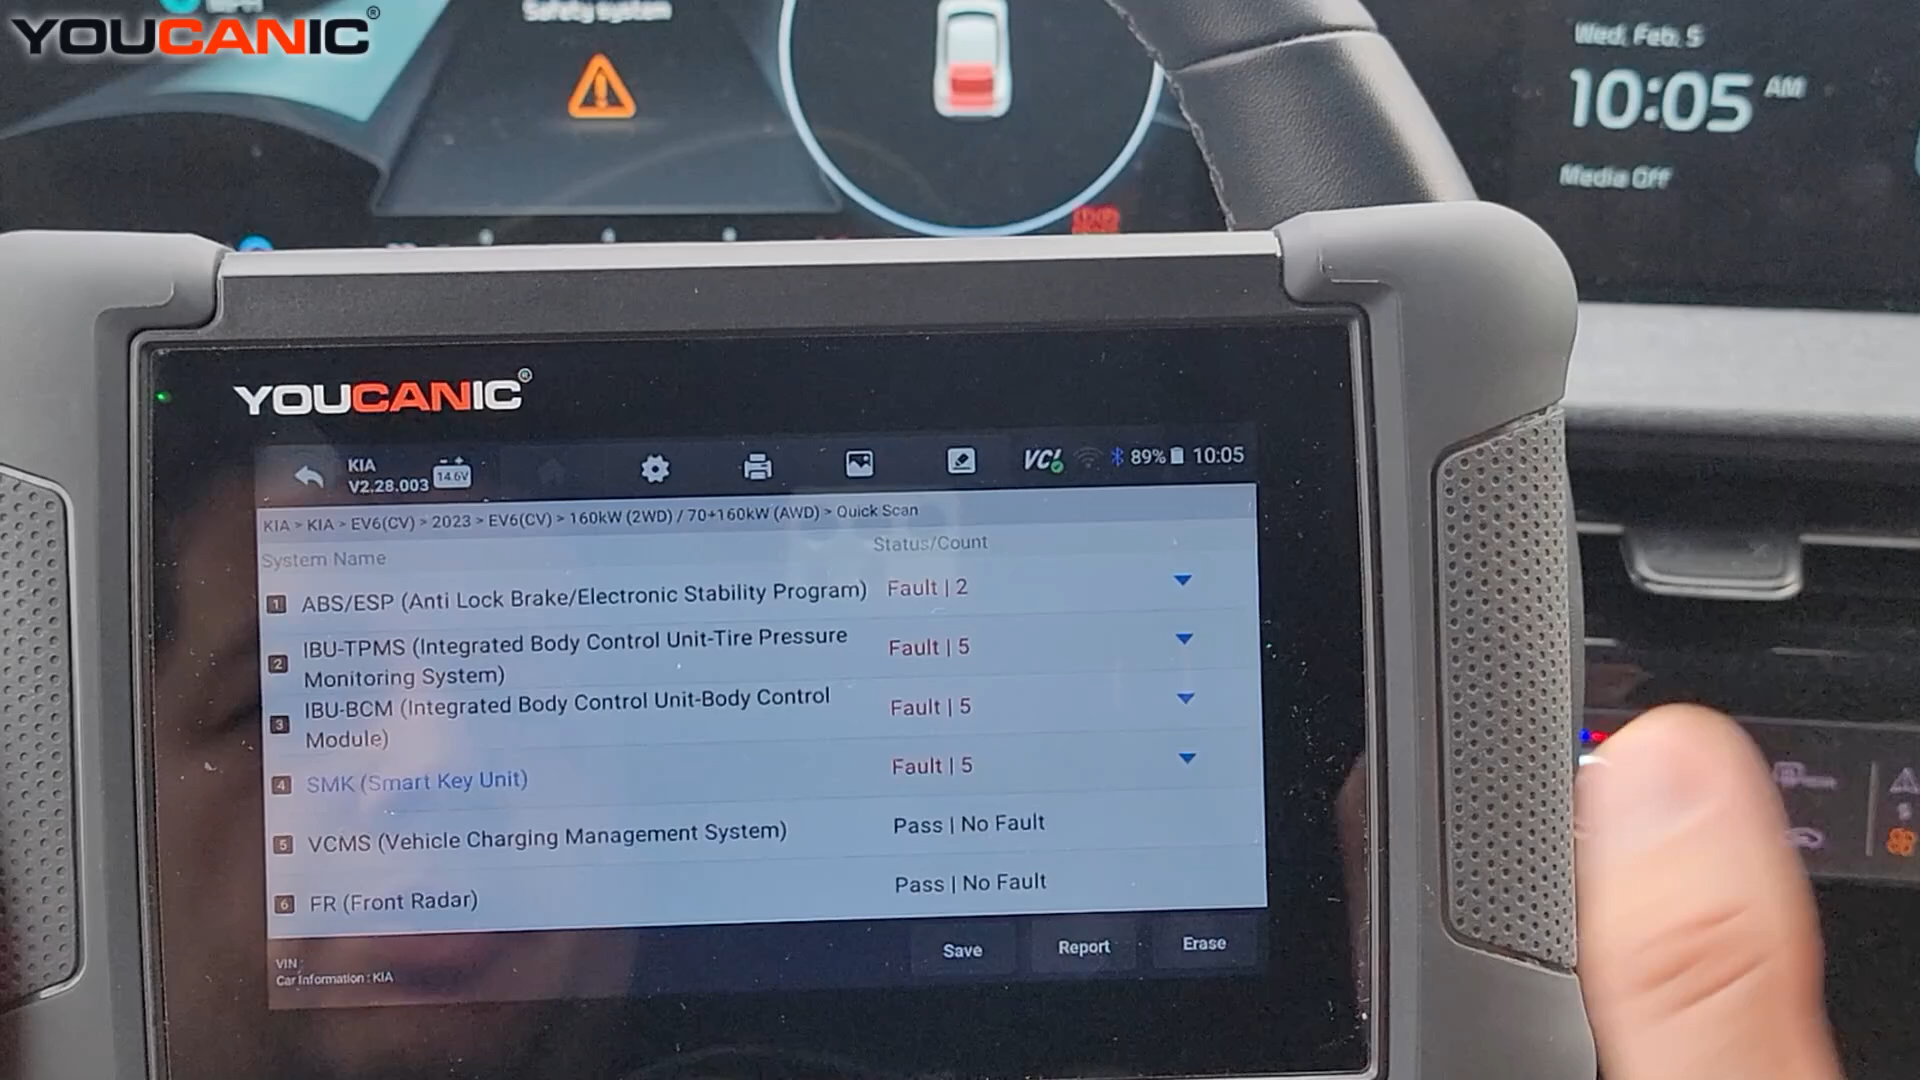 YOUCANIC®
Safety system
Wed, Feb. 5
10:05 AM
Media Off
YOUCANIC®
KIA
V2.28.003
14.6V
VCI
89%
10:05
KIA > KIA > EV6(CV) > 2023 > EV6(CV) > 160kW (2WD) / 70+160kW (AWD) > Quick Scan
System Name
Status/Count
1 ABS/ESP (Anti Lock Brake/Electronic Stability Program) Fault | 2
2 IBU-TPMS (Integrated Body Control Unit-Tire Pressure
Monitoring System) Fault | 5
3 IBU-BCM (Integrated Body Control Unit-Body Control
Module) Fault | 5
4 SMK (Smart Key Unit) Fault | 5
5 VCMS (Vehicle Charging Management System) Pass | No Fault
6 FR (Front Radar) Pass | No Fault
Save
Report
Erase
VIN :
Car Information : KIA